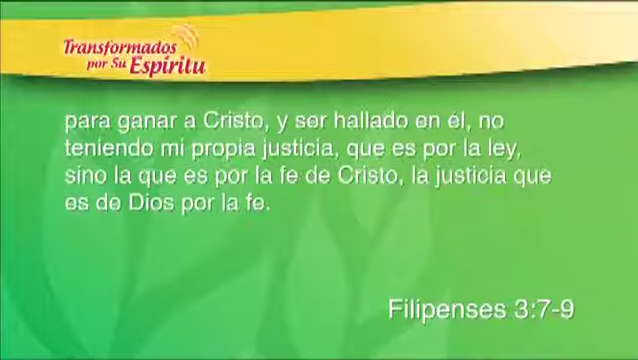 Transformados
por Su Espíritu
para ganar a Cristo, y ser hallado en él, no
teniendo mi propia justicia, que es por la ley,
sino la que es por la fe de Cristo, la justicia que
es de Dios por la fe.
Filipenses 3:7-9